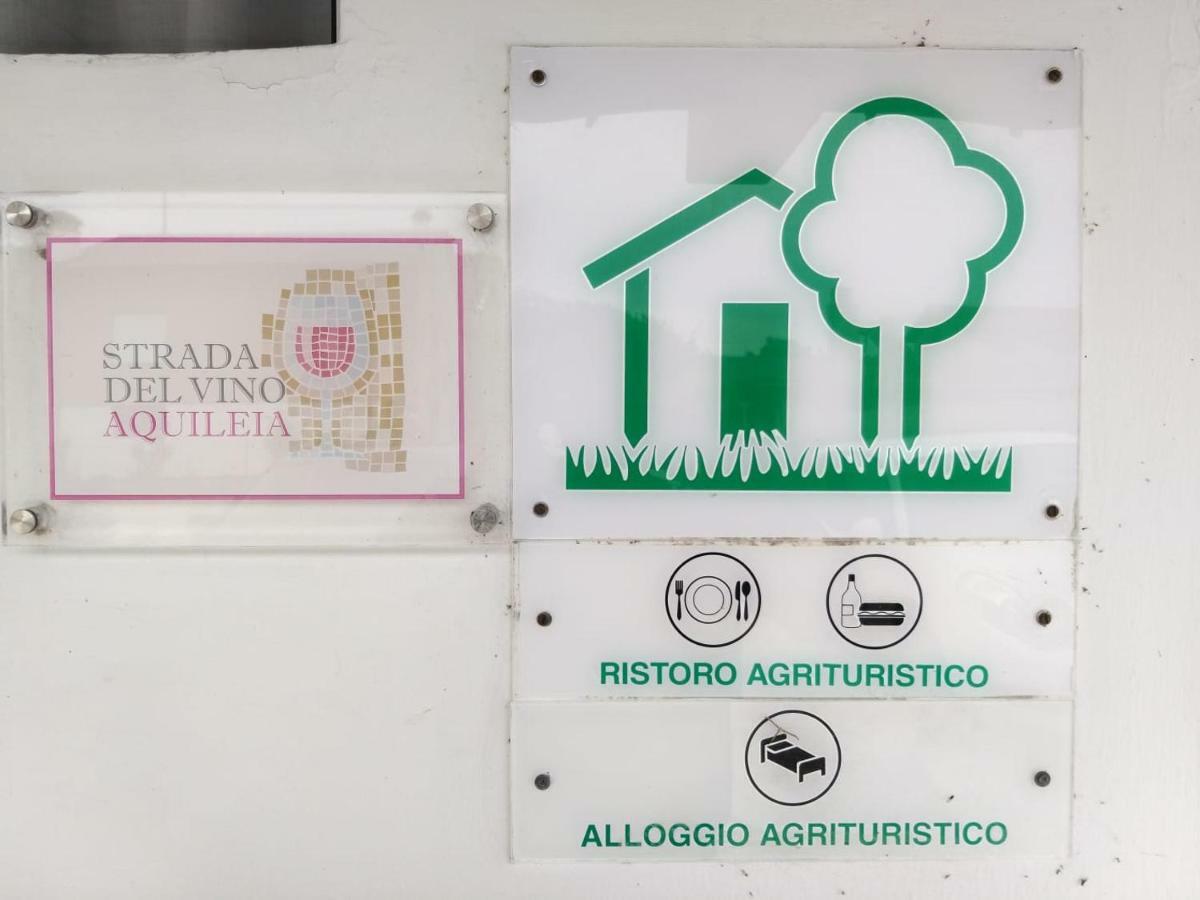 STRADA
DEL VINO
AQUILEIA
RISTORO AGRITURISTICO
ALLOGGIO AGRITURISTICO